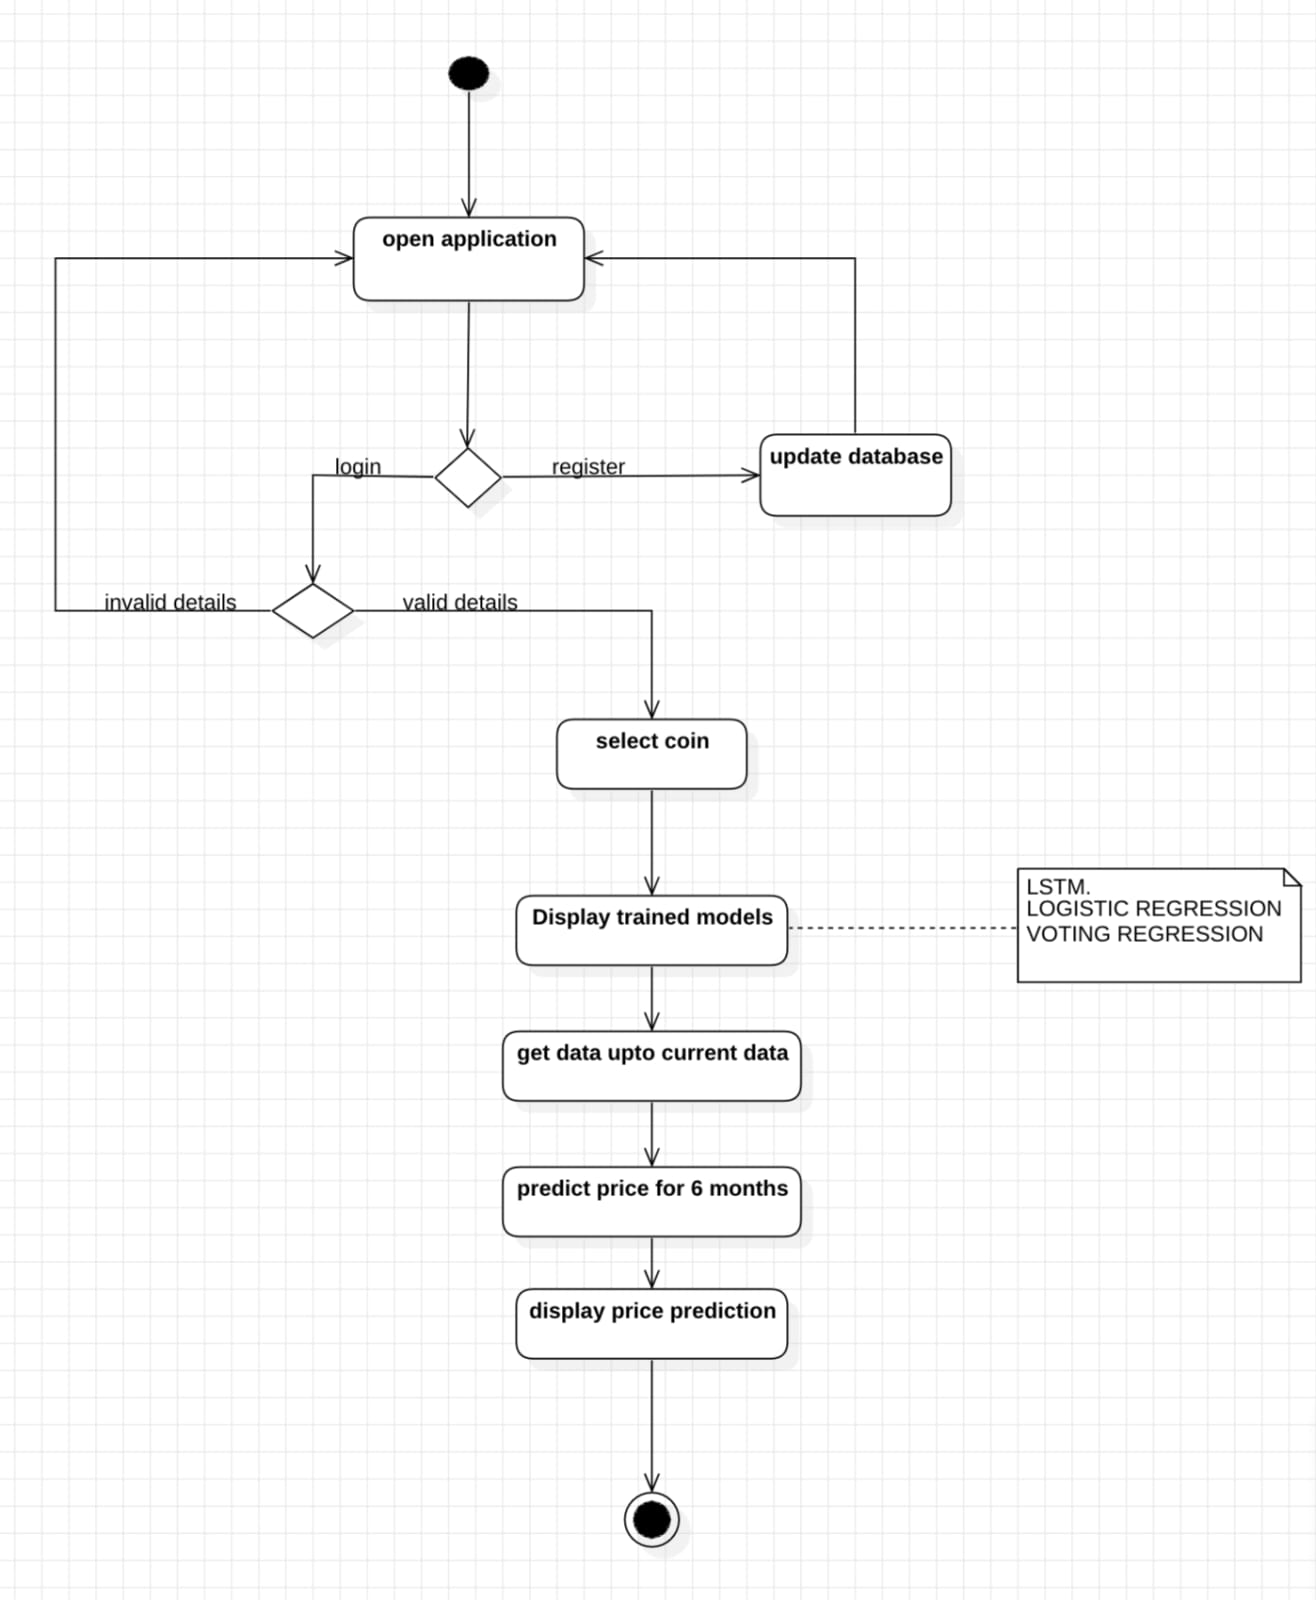 open application
login
register
update database
invalid details
valid details
select coin
Display trained models
LSTM.
LOGISTIC REGRESSION
VOTING REGRESSION
get data upto current data
predict price for 6 months
display price prediction